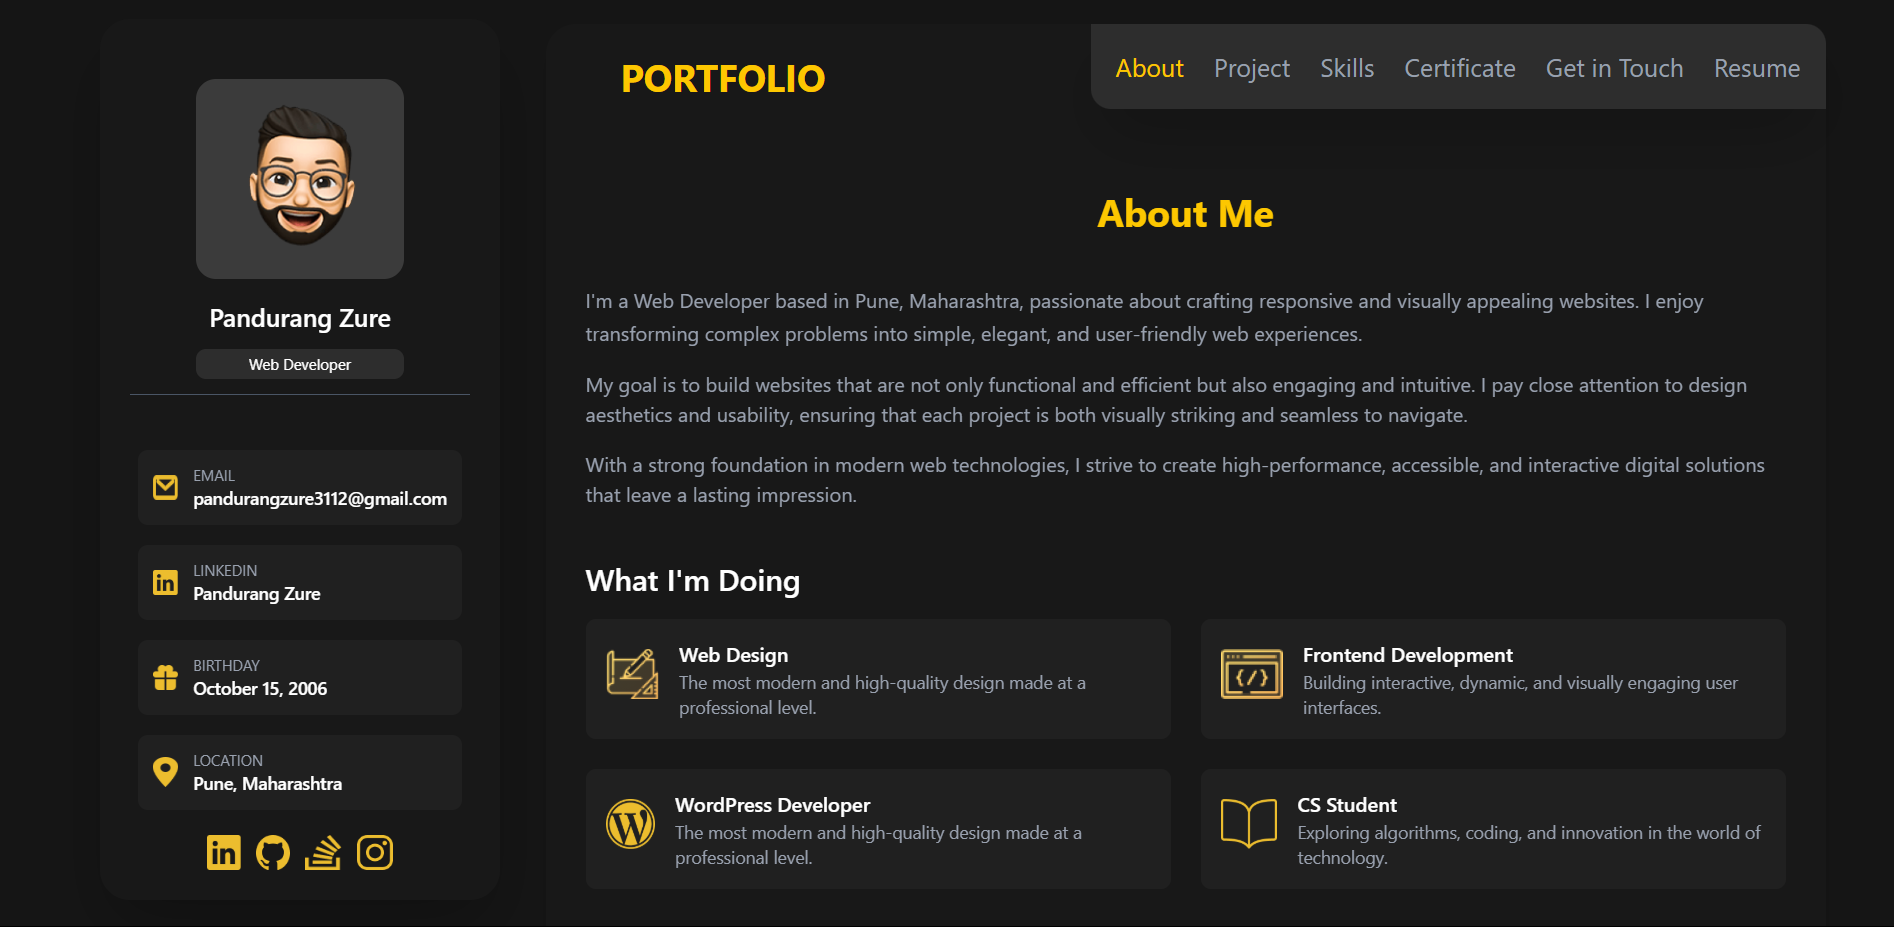 Pandurang Zure
Web Developer
EMAIL
pandurangzure3112@gmail.com
LINKEDIN
Pandurang Zure
BIRTHDAY
October 15, 2006
LOCATION
Pune, Maharashtra
PORTFOLIO
About Project Skills Certificate Get in Touch Resume
About Me
I'm a Web Developer based in Pune, Maharashtra, passionate about crafting responsive and visually appealing websites. I enjoy
transforming complex problems into simple, elegant, and user-friendly web experiences.
My goal is to build websites that are not only functional and efficient but also engaging and intuitive. I pay close attention to design
aesthetics and usability, ensuring that each project is both visually striking and seamless to navigate.
With a strong foundation in modern web technologies, I strive to create high-performance, accessible, and interactive digital solutions
that leave a lasting impression.
What I'm Doing
Web Design
The most modern and high-quality design made at a
professional level.
Frontend Development
Building interactive, dynamic, and visually engaging user
interfaces.
WordPress Developer
The most modern and high-quality design made at a
professional level.
CS Student
Exploring algorithms, coding, and innovation in the world of
technology.